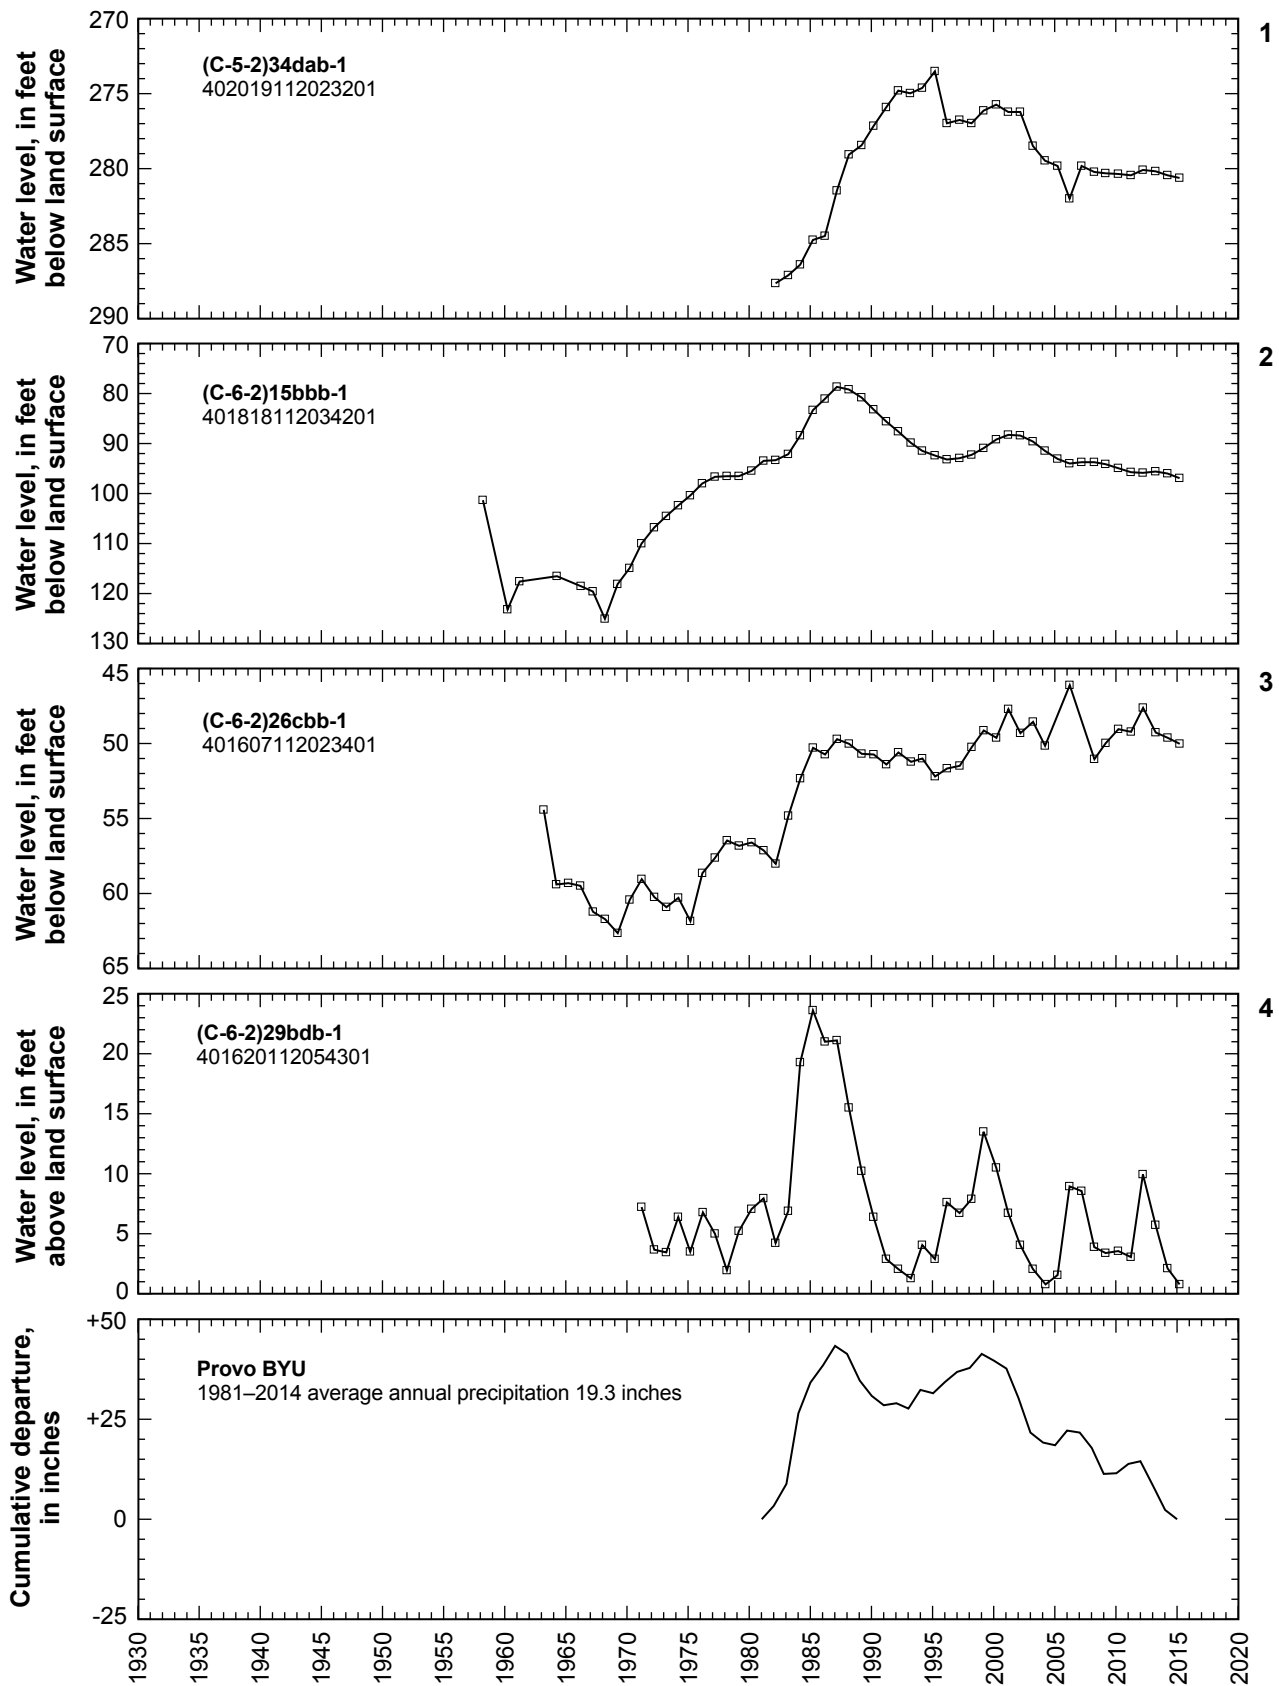 1
Water level, in feet
below land surface
270
275
280
285
290
(C-5-2)34dab-1
402019112023201
2
Water level, in feet
below land surface
70
80
90
100
110
120
130
(C-6-2)15bbb-1
401818112034201
3
Water level, in feet
below land surface
45
50
55
60
65
(C-6-2)26cbb-1
401607112023401
4
Water level, in feet
above land surface
25
20
15
10
5
0
(C-6-2)29bdb-1
401620112054301
Cumulative departure,
in inches
+50
+25
0
-25
Provo BYU
1981–2014 average annual precipitation 19.3 inches
1930 1935 1940 1945 1950 1955 1960 1965 1970 1975 1980 1985 1990 1995 2000 2005 2010 2015 2020